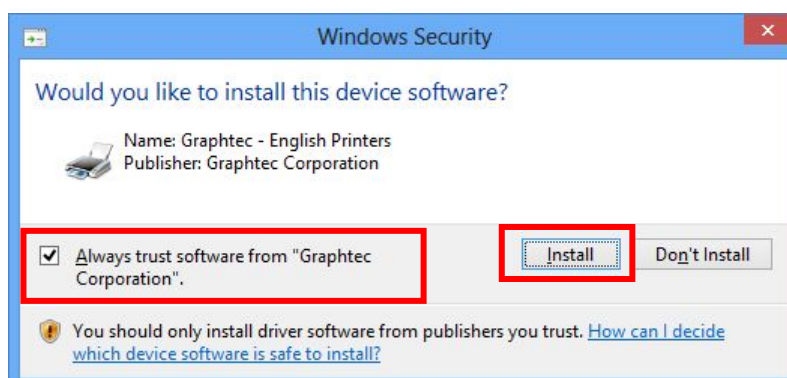 Windows Security
Would you like to install this device software?
Name: Graphtec - English Printers
Publisher: Graphtec Corporation
Always trust software from "Graphtec
Corporation".
Install
Don't Install
You should only install driver software from publishers you trust. How can I decide
which device software is safe to install?